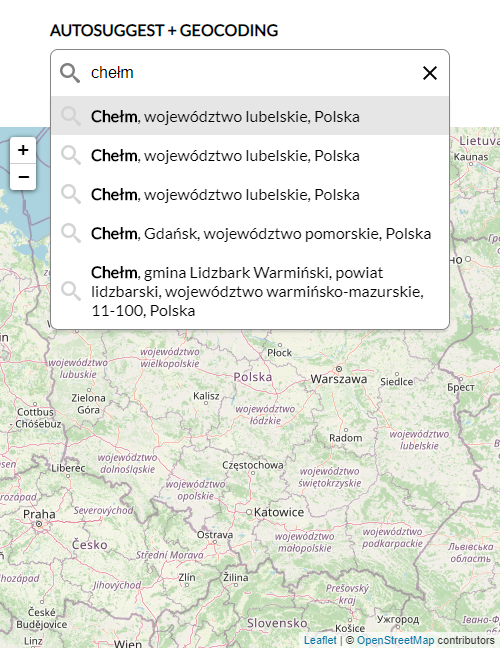 AUTOSUGGEST + GEOCODING
chełm
Chełm, województwo lubelskie, Polska
Chełm, województwo lubelskie, Polska
Chełm, województwo lubelskie, Polska
Chełm, Gdańsk, województwo pomorskie, Polska
Chełm, gmina Lidzbark Warmiński, powiat
lidzbarski, województwo warmińsko-mazurskie,
11-100, Polska
+
−
Lietuva
Kaunas
województwo
lubuskie
województwo
wielkopolskie
Płock
Polska
Warszawa
Siedlce
Брест
Zielona
Góra
Kalisz
Cottbus
- Chóśebuz
województwo
łódzkie
Radom
województwo
lubelskie
Liberec
województwo
dolnośląskie
Częstochowa
województwo
opolskie
województwo
świętokrzyskie
Praha
Severovýchod
Katowice
Česko
Ostrava
województwo
małopolskie
województwo
podkarpackie
Střední Morava
Львівська
область
Jihozápad
Jihovýchod
Zlín
Žilina
Prešovský
kraj
České
Budějovice
Linz
Wien
Slovensko
Košice
Ужгород
Leaflet | © OpenStreetMap contributors